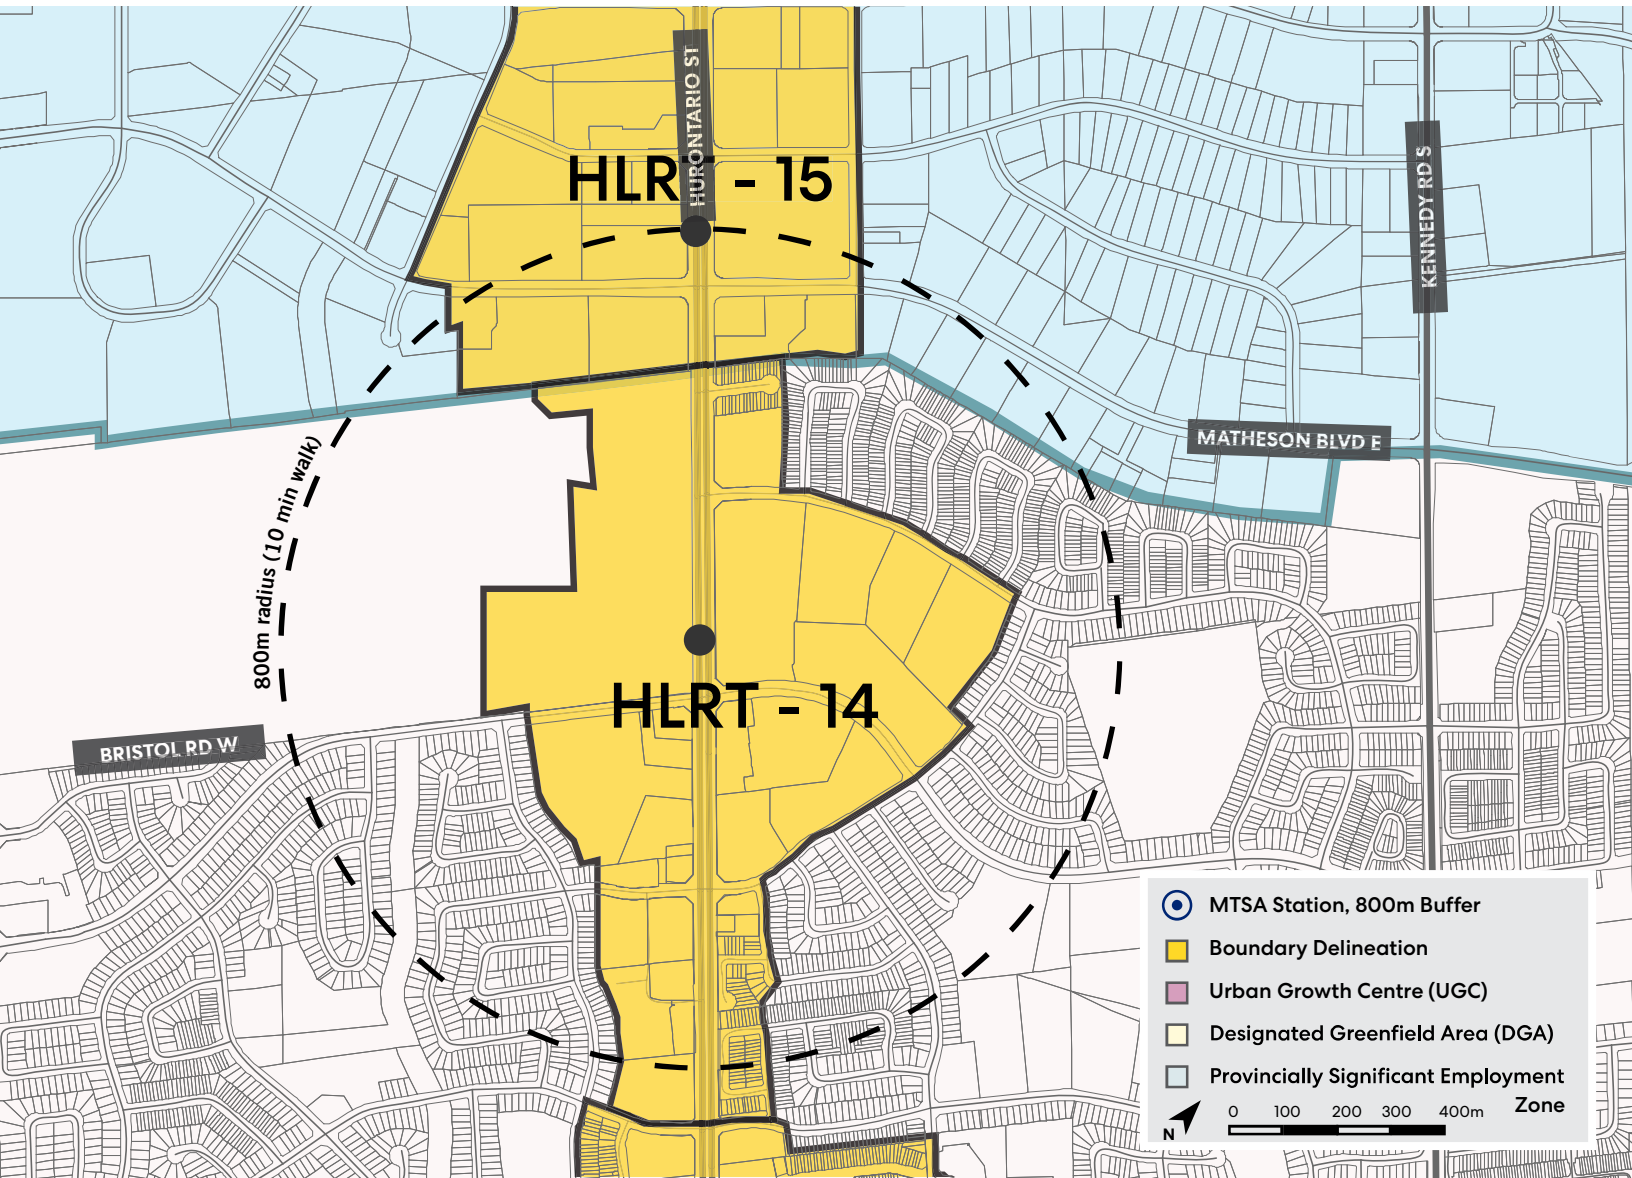 HURONTARIO ST
HLRT - 15
KENNEDY RD S
MATHESON BLVD E
800m radius (10 min walk)
HLRT - 14
BRISTOL RD W
MTSA Station, 800m Buffer
Boundary Delineation
Urban Growth Centre (UGC)
Designated Greenfield Area (DGA)
Provincially Significant Employment
Zone
N
0 100 200 300 400m